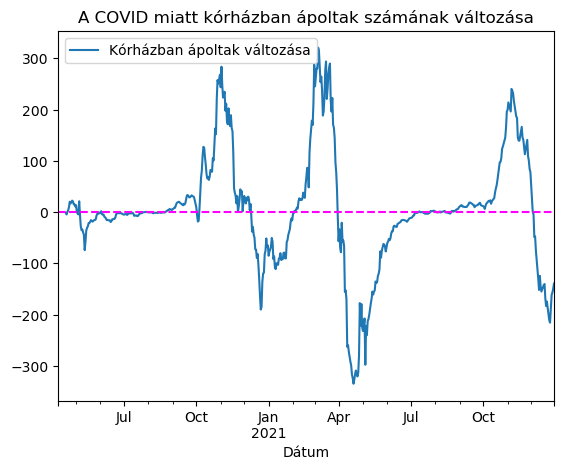 A COVID miatt kórházban ápoltak számának változása
Kórházban ápoltak változása
300
200
100
0
−100
−200
−300
Jul Oct Jan Apr Jul Oct
2021
Dátum